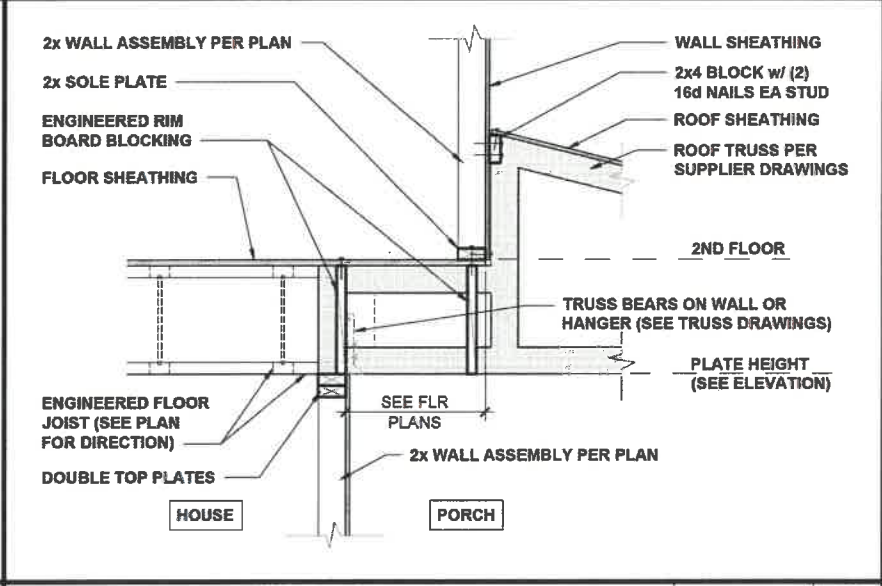 2x WALL ASSEMBLY PER PLAN
2x SOLE PLATE
ENGINEERED RIM
BOARD BLOCKING
FLOOR SHEATHING
WALL SHEATHING
2x4 BLOCK w/ (2)
16d NAILS EA STUD
ROOF SHEATHING
ROOF TRUSS PER
SUPPLIER DRAWINGS
2ND FLOOR
TRUSS BEARS ON WALL OR
HANGER (SEE TRUSS DRAWINGS)
PLATE HEIGHT
(SEE ELEVATION)
ENGINEERED FLOOR
JOIST (SEE PLAN
FOR DIRECTION)
DOUBLE TOP PLATES
SEE FLR
PLANS
2x WALL ASSEMBLY PER PLAN
HOUSE
PORCH